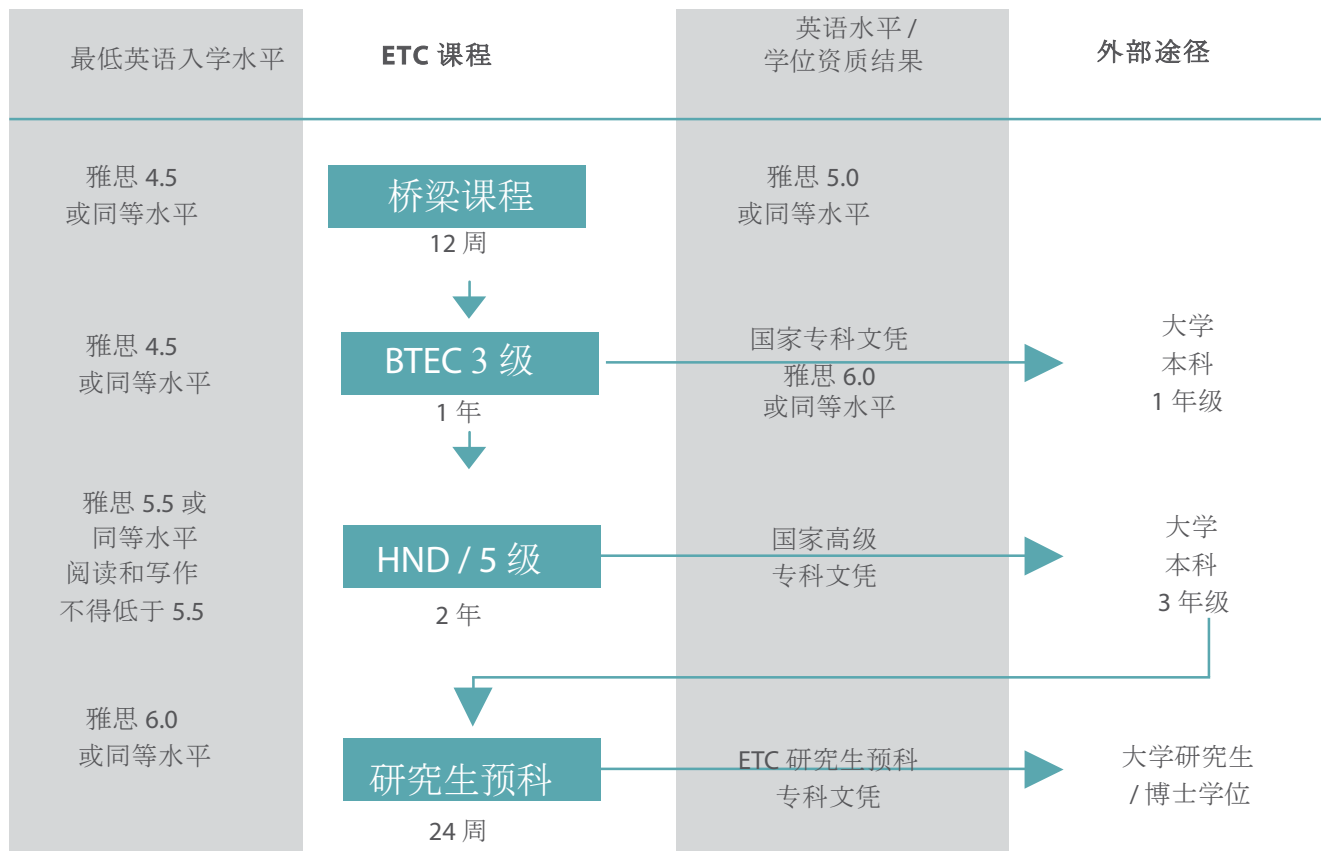 最低英语入学水平
ETC 课程
英语水平 /
学位资质结果
外部途径
雅思 4.5
或同等水平
桥梁课程
12 周
雅思 5.0
或同等水平
雅思 4.5
或同等水平
BTEC 3 级
1 年
国家专科文凭
雅思 6.0
或同等水平
大学
本科
1 年级
雅思 5.5 或
同等水平
阅读和写作
不得低于 5.5
HND / 5 级
2 年
国家高级
专科文凭
大学
本科
3 年级
雅思 6.0
或同等水平
研究生预科
24 周
ETC 研究生预科
专科文凭
大学研究生
/ 博士学位